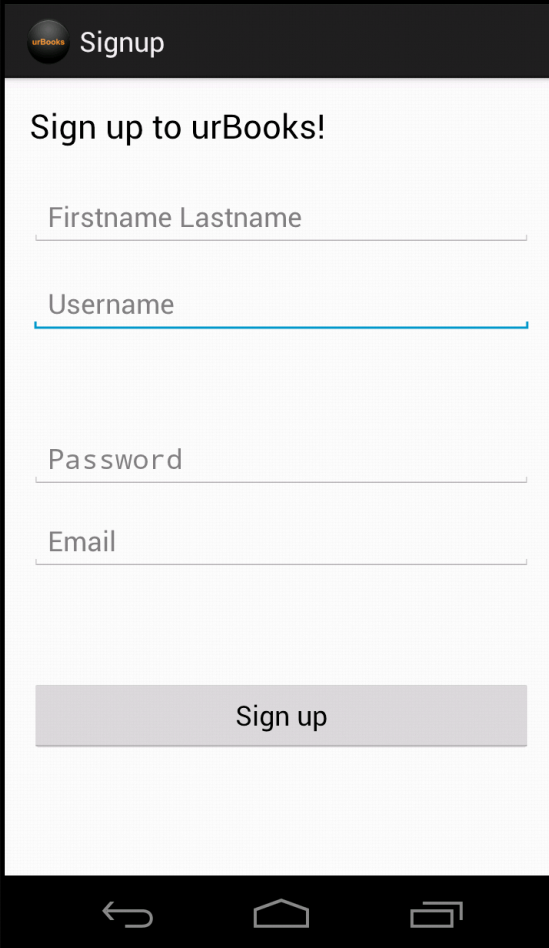 urBooks Signup
Sign up to urBooks!
Firstname Lastname
Username
Password
Email
Sign up